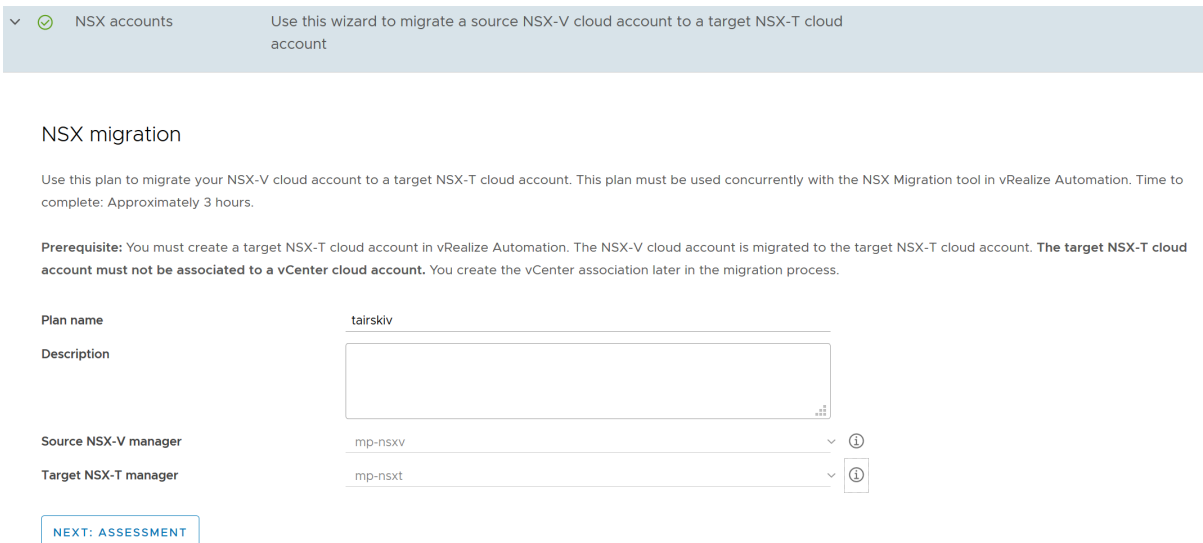 NSX accounts
Use this wizard to migrate a source NSX-V cloud account to a target NSX-T cloud
account
NSX migration
Use this plan to migrate your NSX-V cloud account to a target NSX-T cloud account. This plan must be used concurrently with the NSX Migration tool in vRealize Automation. Time to
complete: Approximately 3 hours.
Prerequisite: You must create a target NSX-T cloud account in vRealize Automation. The NSX-V cloud account is migrated to the target NSX-T cloud account. The target NSX-T cloud
account must not be associated to a vCenter cloud account. You create the vCenter association later in the migration process.
Plan name
tairskiv
Description
Source NSX-V manager
mp-nsxv
Target NSX-T manager
mp-nsxt
NEXT: ASSESSMENT